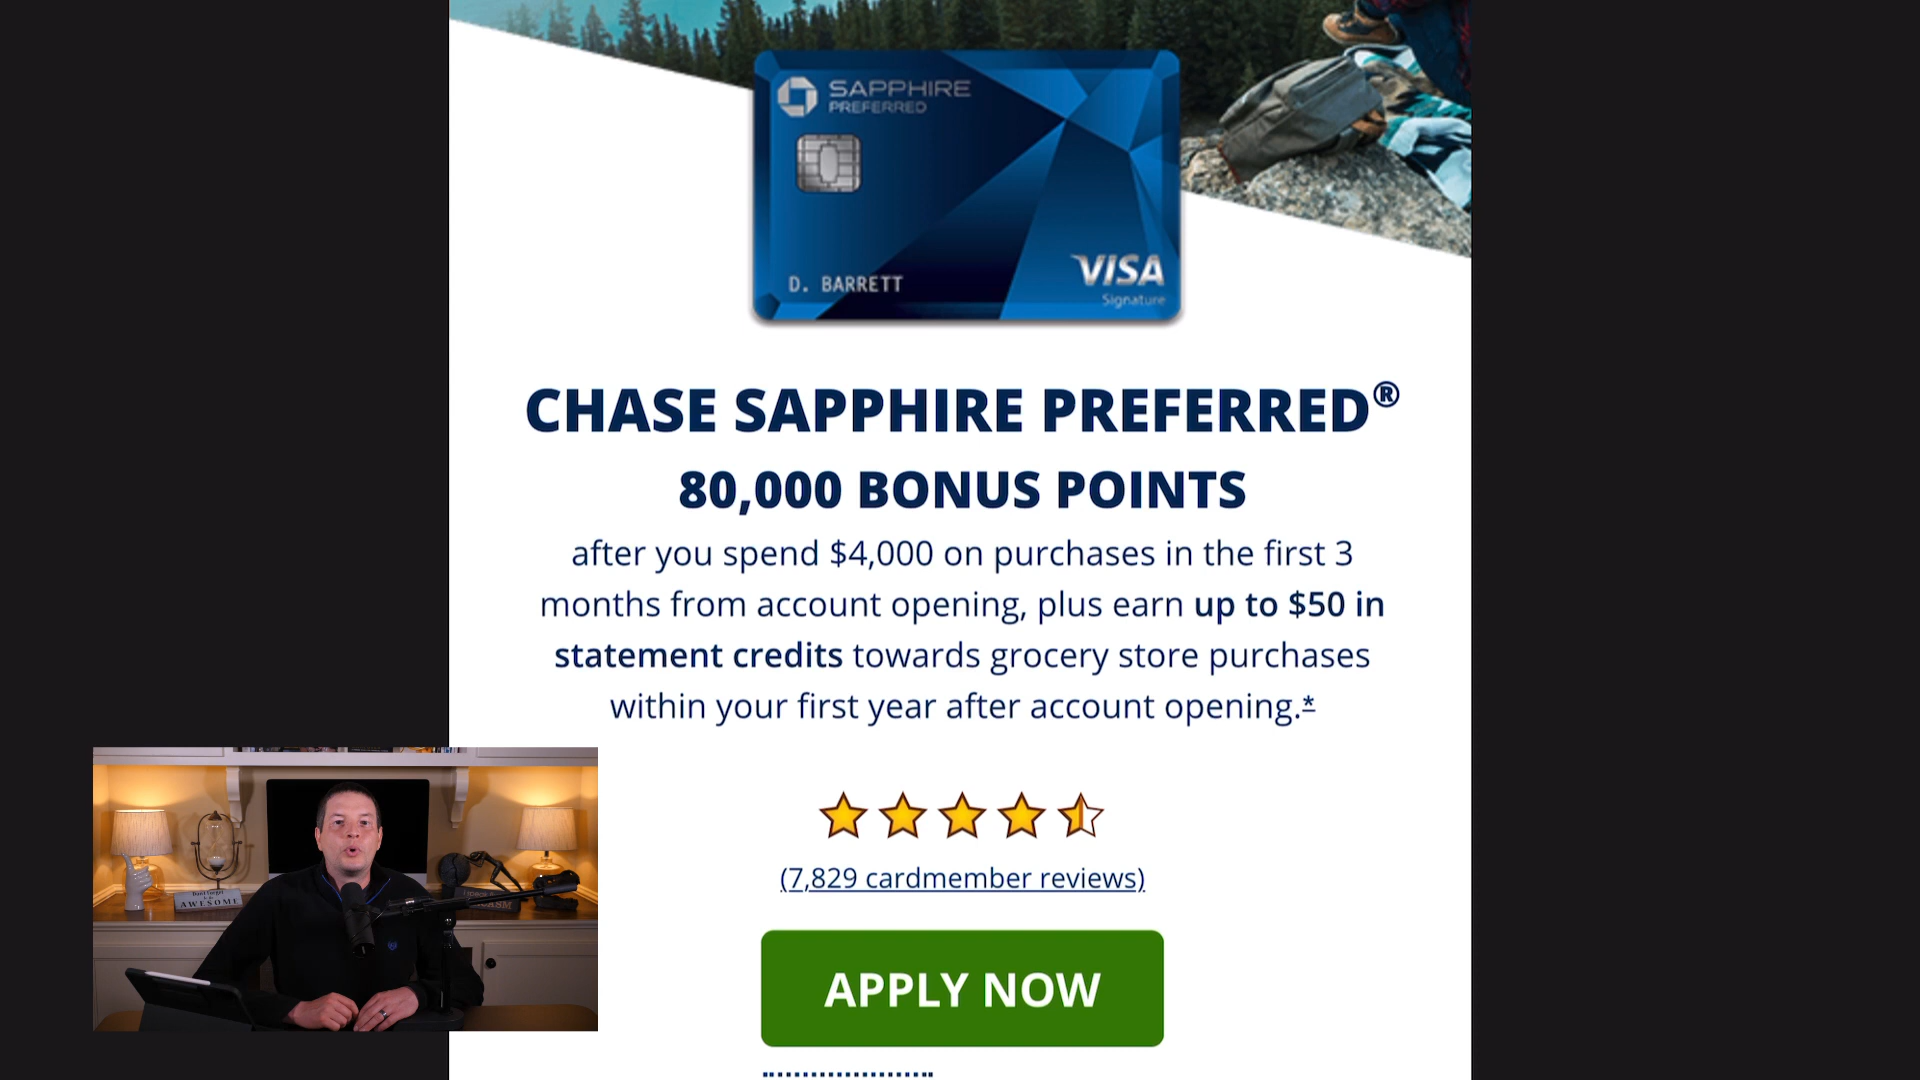 SAPPHIRE
PREFERRED
D. BARRETT
VISA
Signature
CHASE SAPPHIRE PREFERRED®
80,000 BONUS POINTS
after you spend $4,000 on purchases in the first 3
months from account opening, plus earn up to $50 in
statement credits towards grocery store purchases
within your first year after account opening.*
(7,829 cardmember reviews)
AWESOME
APPLY NOW